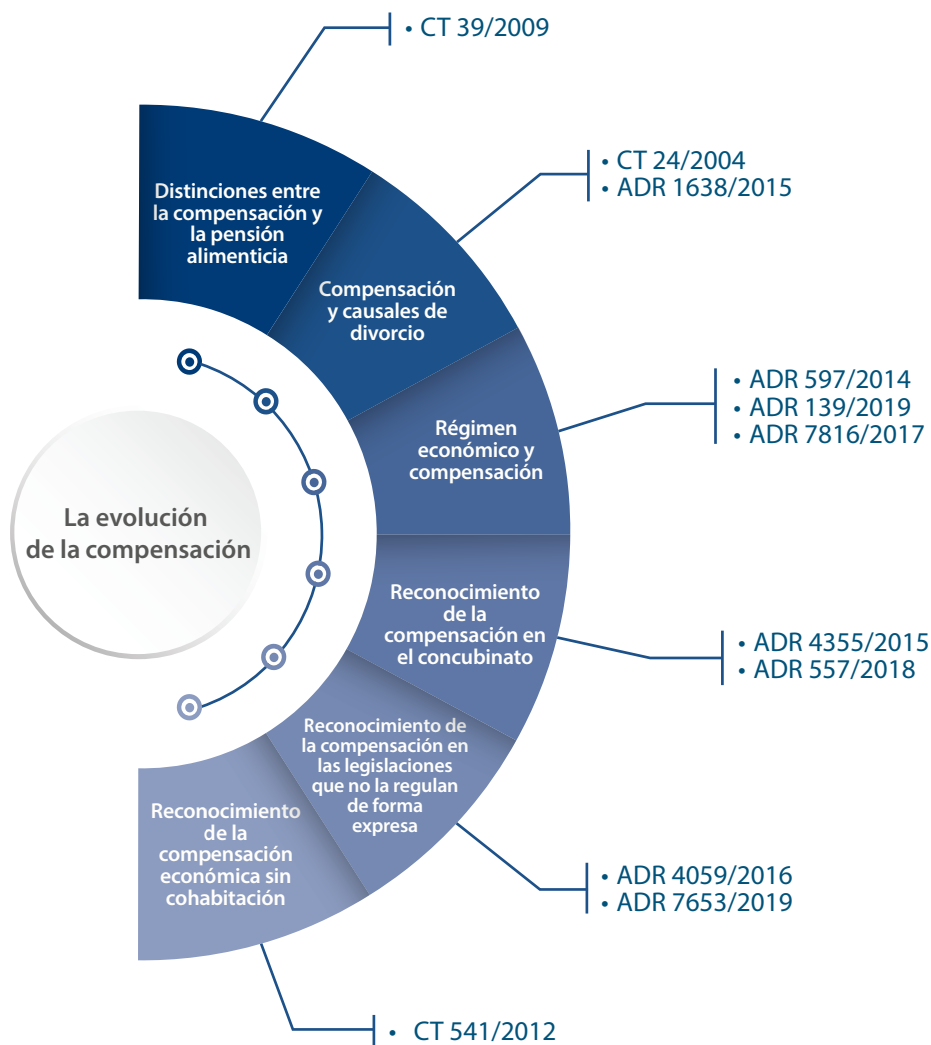 • CT 39/2009
Distinciones entre
la compensación y
la pensión
alimenticia
• CT 24/2004
• ADR 1638/2015
Compensación
y causales de
divorcio
• ADR 597/2014
• ADR 139/2019
• ADR 7816/2017
Régimen
económico y
compensación
La evolución
de la compensación
Reconocimiento
de la
compensación en
el concubinato
• ADR 4355/2015
• ADR 557/2018
Reconocimiento de
la compensación en
las legislaciones
que no la regulan
de forma
expresa
• ADR 4059/2016
• ADR 7653/2019
Reconocimiento
de la
compensación
económica sin
cohabitación
• CT 541/2012